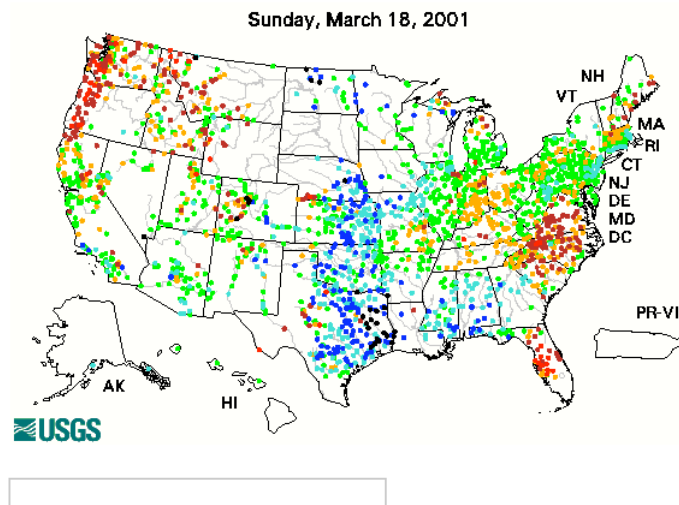 Sunday, March 18, 2001
NH
VT
MA
RI
CT
NJ
DE
MD
DC
PR-VI
AK
HI
USGS